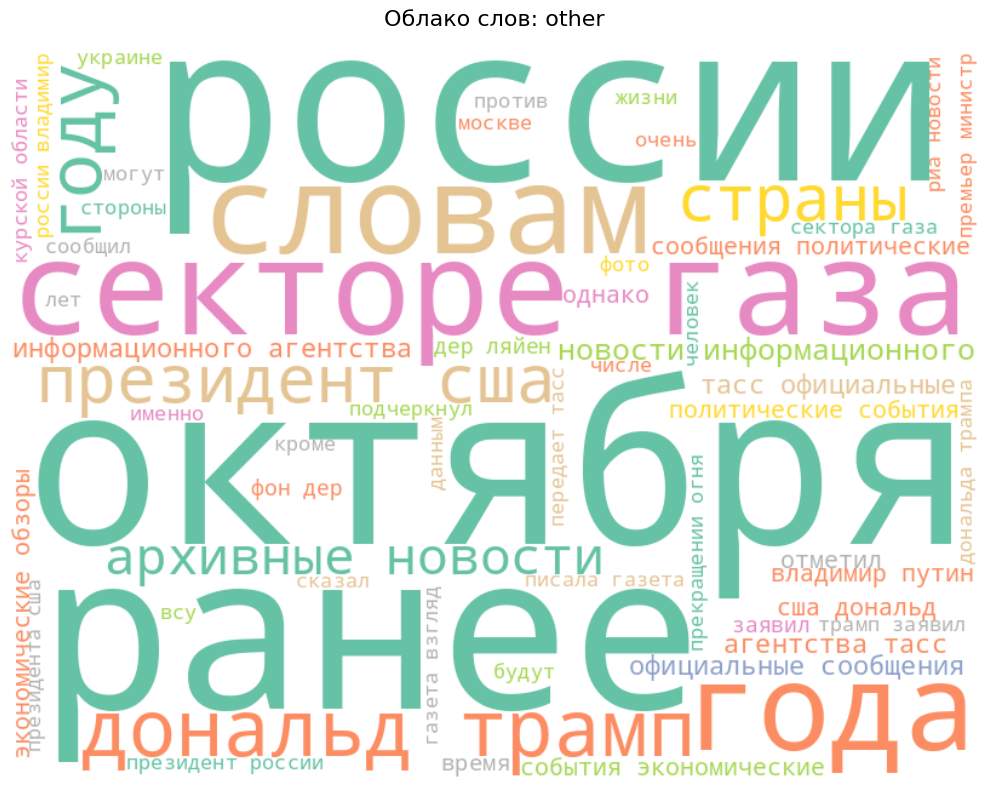 Облако слов: other
украине
россии
году
курской области
россии владимир
против
москве
жизни
очень
риа новости
премьер министр
могут
стороны
словам
страны
сектора газа
сообщил
сообщения политические
секторе газа
фото
лет
однако
человек
информационного агентства
дер ляйен
новости информационного
президент сша
числе
передает тасс
тасс официальные
именно
подчеркнул
политические события
дональда трампа
октября
кроме
данным
фон дер
прекращении огня
экономические обзоры
архивные новости
отметил
владимир путин
сказал
писала газета
президента сша
ранее
всу
газета взгляд
сша дональд
заявил
трамп заявил
агентства тасс
будут
официальные сообщения
года
дональд трамп
президент россии
время
события экономические